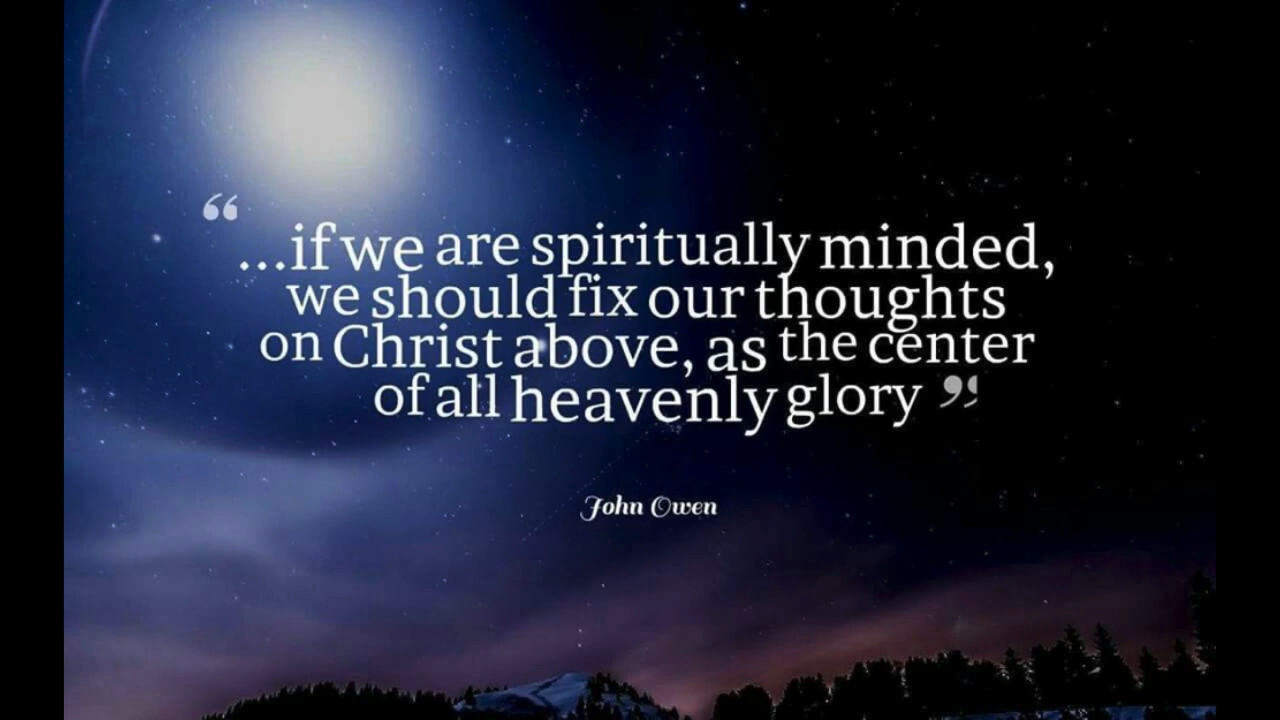 “
...if we are spiritually minded,
we should fix our thoughts
on Christ above, as the center
of all heavenly glory ”
John Owen